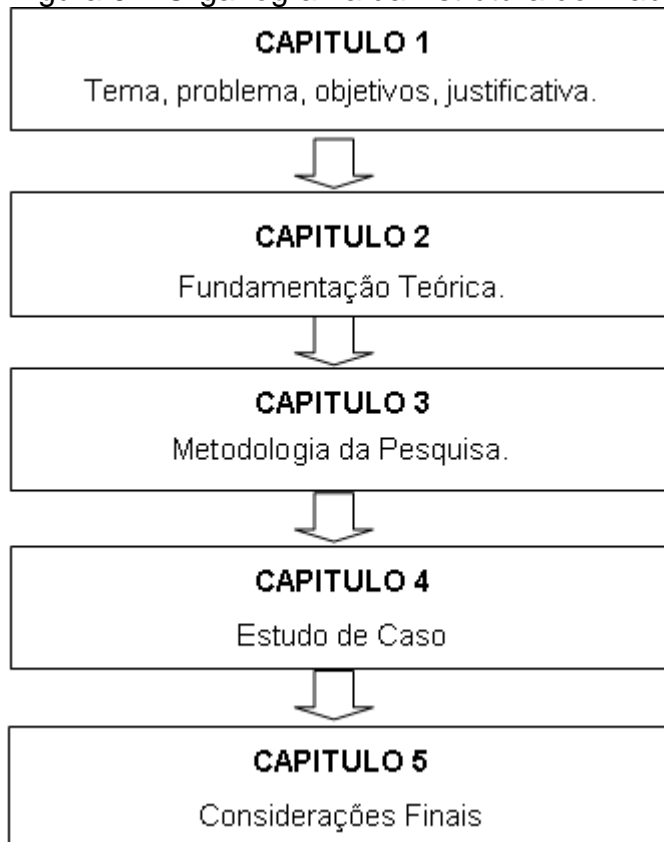 CAPITULO 1
Tema, problema, objetivos, justificativa.
CAPITULO 2
Fundamentação Teórica.
CAPITULO 3
Metodologia da Pesquisa.
CAPITULO 4
Estudo de Caso
CAPITULO 5
Considerações Finais